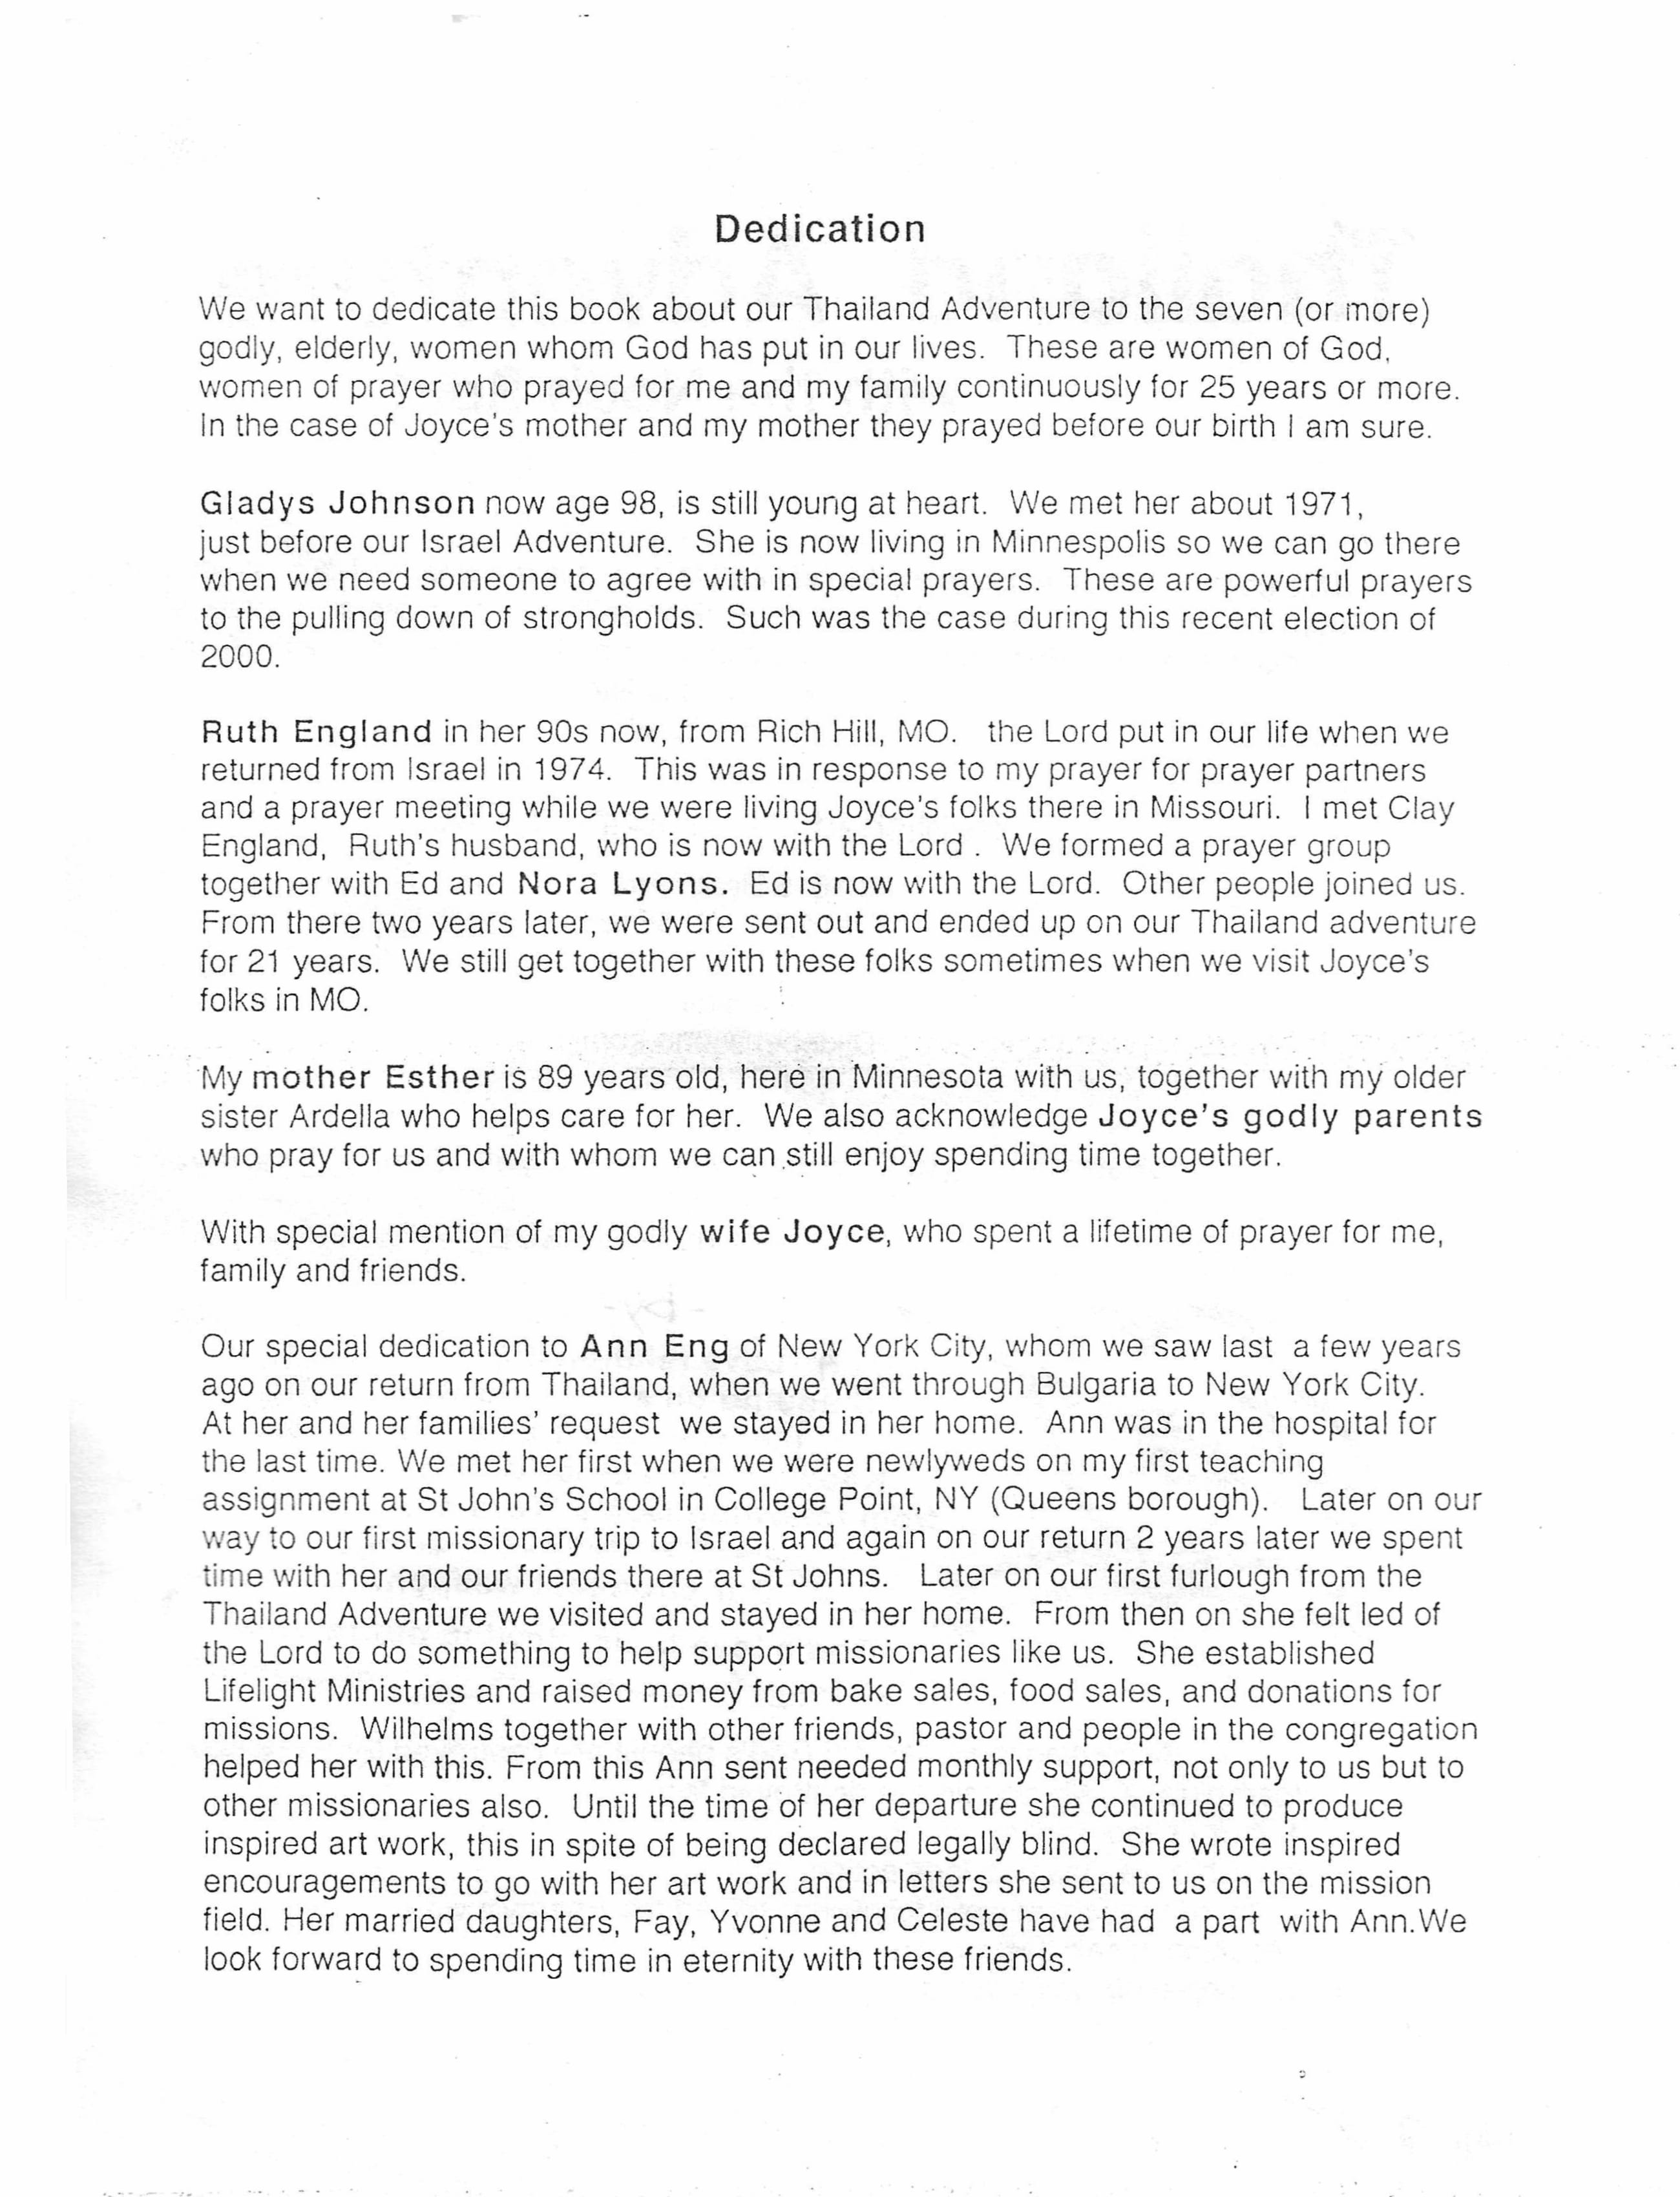 Dedication
We want to dedicate this book about our Thailand Adventure to the seven (or more)
godly, elderly, women whom God has put in our lives. These are women of God,
women of prayer who prayed for me and my family continuously for 25 years or more.
In the case of Joyce's mother and my mother they prayed before our birth I am sure.
Gladys Johnson now age 98, is still young at heart. We met her about 1971,
just before our Israel Adventure. She is now living in Minnespolis so we can go there
when we need someone to agree with in special prayers. These are powerful prayers
to the pulling down of strongholds. Such was the case during this recent election of
2000.
Ruth England in her 90s now, from Rich Hill, MO. the Lord put in our life when we
returned from Israel in 1974. This was in response to my prayer for prayer partners
and a prayer meeting while we were living Joyce's folks there in Missouri. I met Clay
England, Ruth's husband, who is now with the Lord . We formed a prayer group
together with Ed and Nora Lyons. Ed is now with the Lord. Other people joined us.
From there two years later, we were sent out and ended up on our Thailand adventure
for 21 years. We still get together with these folks sometimes when we visit Joyce's
folks in MO.
My mother Esther is 89 years old, here in Minnesota with us, together with my older
sister Ardella who helps care for her. We also acknowledge Joyce's godly parents
who pray for us and with whom we can still enjoy spending time together.
With special mention of my godly wife Joyce, who spent a lifetime of prayer for me,
family and friends.
Our special dedication to Ann Eng of New York City, whom we saw last a few years
ago on our return from Thailand, when we went through Bulgaria to New York City.
At her and her families' request we stayed in her home. Ann was in the hospital for
the last time. We met her first when we were newlyweds on my first teaching
assignment at St John's School in College Point, NY (Queens borough). Later on our
way to our first missionary trip to Israel and again on our return 2 years later we spent
time with her and our friends there at St Johns. Later on our first furlough from the
Thailand Adventure we visited and stayed in her home. From then on she felt led of
the Lord to do something to help support missionaries like us. She established
Lifelight Ministries and raised money from bake sales, food sales, and donations for
missions. Wilhelms together with other friends, pastor and people in the congregation
helped her with this. From this Ann sent needed monthly support, not only to us but to
other missionaries also. Until the time of her departure she continued to produce
inspired art work, this in spite of being declared legally blind. She wrote inspired
encouragements to go with her art work and in letters she sent to us on the mission
field. Her married daughters, Fay, Yvonne and Celeste have had a part with Ann.We
look forward to spending time in eternity with these friends.